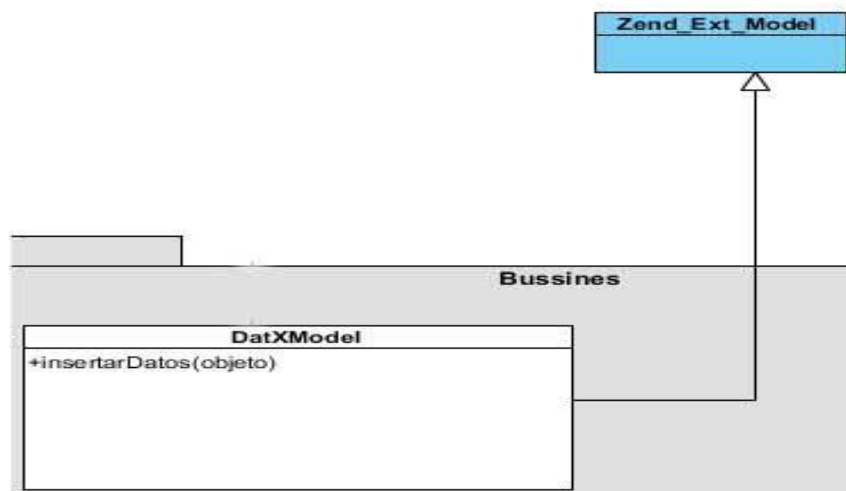 Zend_Ext_Model
Bussines
DatXModel
+insertarDatos(objeto)